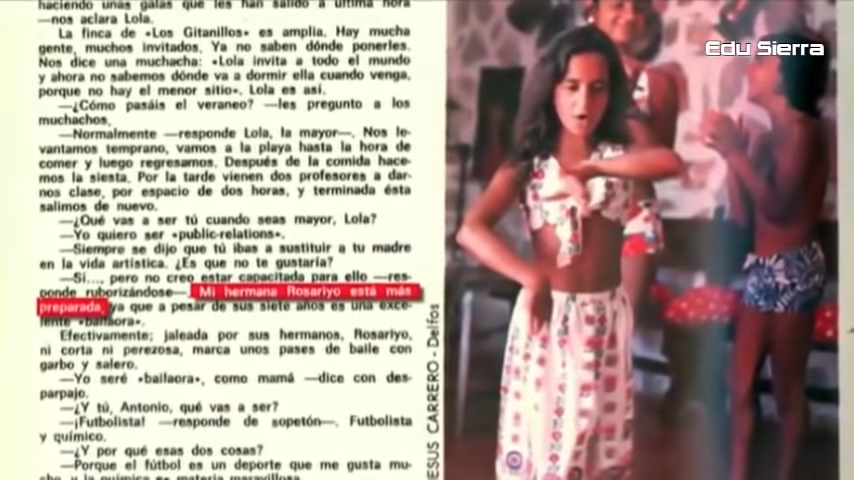 haciendo unas galas que les han salido a última hora
—nos aclara Lola.
La finca de «Los Gitanillos» es amplia. Hay mucha
gente, muchos invitados. Ya no saben dónde ponerles.
Nos dice una muchacha: «Lola invita a todo el mundo
y ahora no sabemos dónde va a dormir ella cuando venga,
porque no hay el menor sitio». Lola es así.
—¿Cómo pasáis el veraneo? —les pregunto a los
muchachos.
—Normalmente —responde Lola, la mayor—. Nos le-
vantamos temprano, vamos a la playa hasta la hora de
comer y luego regresamos. Después de la comida hace-
mos la siesta. Por la tarde vienen dos profesores a dar-
nos clase, por espacio de dos horas, y terminada ésta
salimos de nuevo.
—¿Qué vas a ser tú cuando seas mayor, Lola?
—Yo quiero ser «public-relations».
—Siempre se dijo que tú ibas a sustituir a tu madre
en la vida artística. ¿Es que no te gustaría?
—Sí..., pero no creo estar capacitada para ello —res-
ponde ruborizándose—. Mi hermana Rosariyo está más
preparada, ya que a pesar de sus siete años es una exce-
lente «bailaora».
Efectivamente; jaleada por sus hermanos, Rosariyo,
ni corta ni perezosa, marca unos pases de baile con
garbo y salero.
—Yo seré «bailaora», como mamá —dice con des-
parpajo.
—¿Y tú, Antonio, qué vas a ser?
—¡Futbolista! —responde de sopetón—. Futbolista
y químico.
—¿Y por qué esas dos cosas?
—Porque el fútbol es un deporte que me gusta mu-
cho, y la química es materia maravillosa.
ESUS CARRERO - Delfos
Edu Sierra